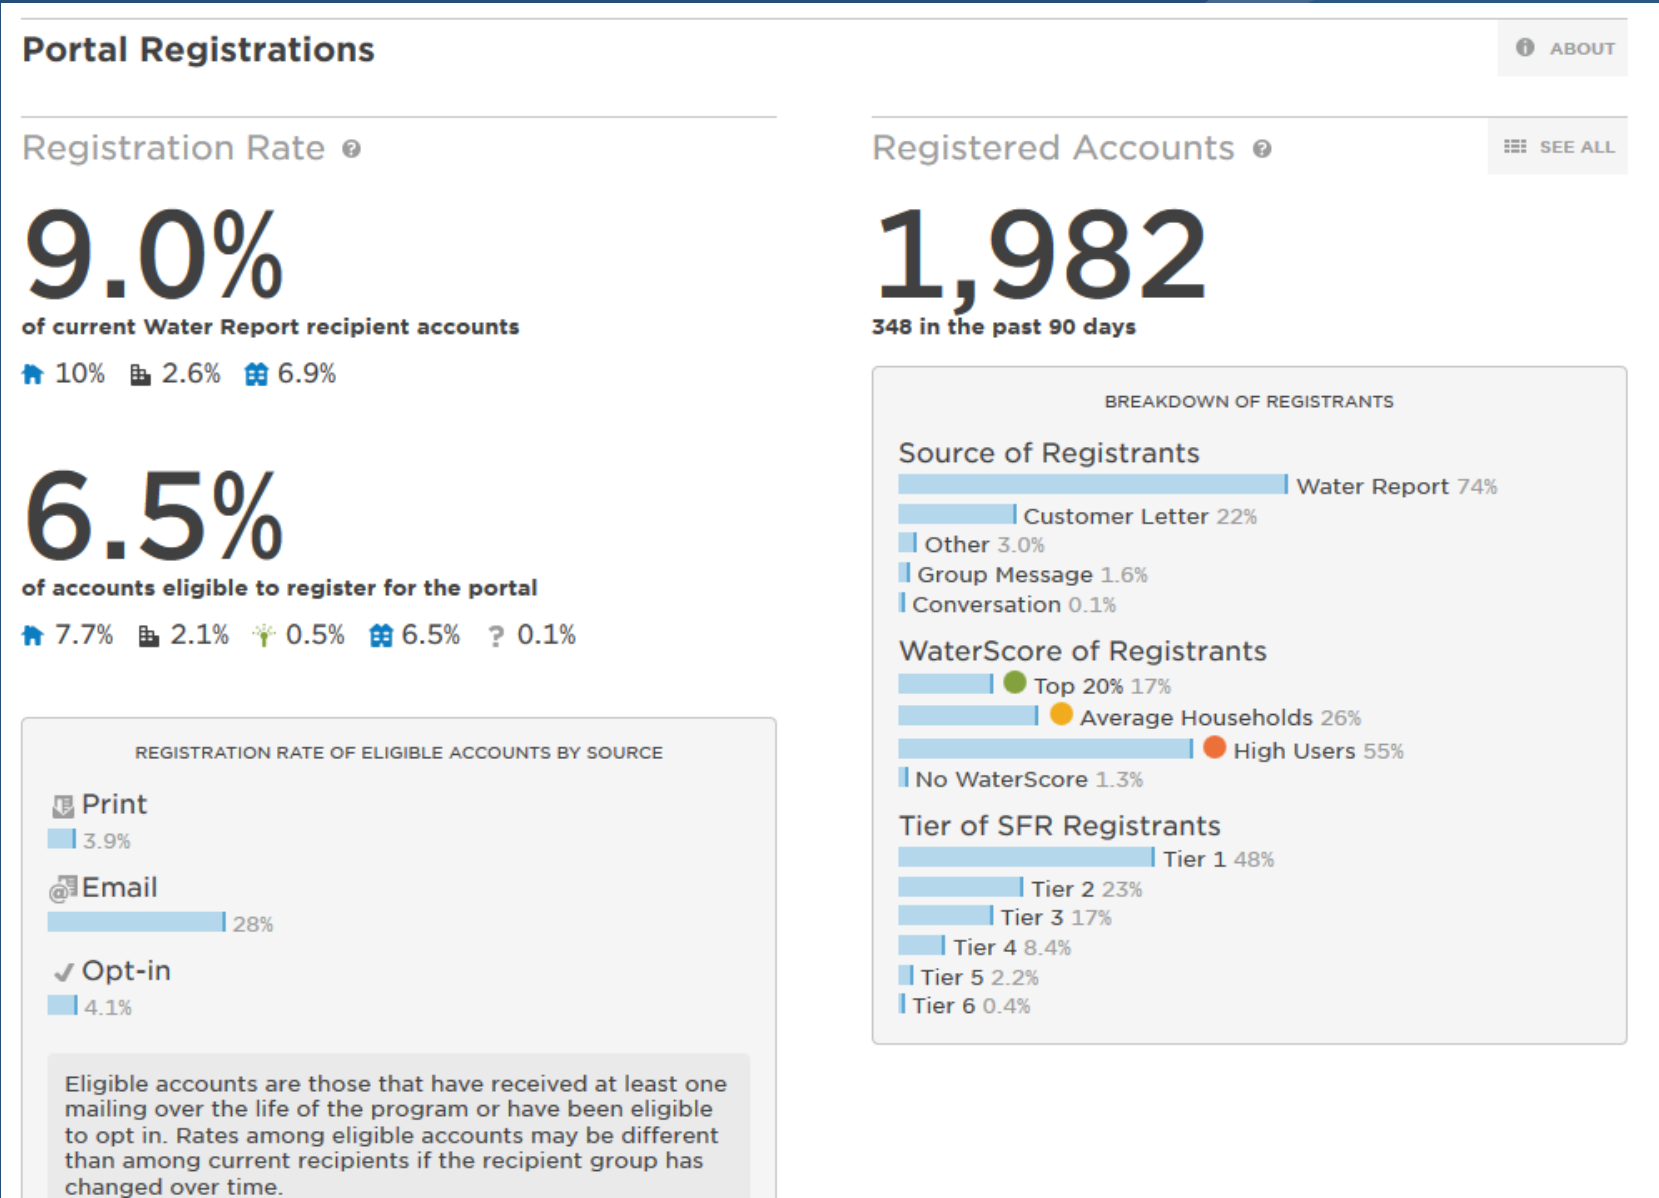 Portal Registrations
ABOUT
Registration Rate
9.0%
of current Water Report recipient accounts
10% 2.6% 6.9%
6.5%
of accounts eligible to register for the portal
7.7% 2.1% 0.5% 6.5% ? 0.1%
REGISTRATION RATE OF ELIGIBLE ACCOUNTS BY SOURCE
Print
3.9%
Email
28%
Opt-in
4.1%
Eligible accounts are those that have received at least one
mailing over the life of the program or have been eligible
to opt in. Rates among eligible accounts may be different
than among current recipients if the recipient group has
changed over time.
Registered Accounts
SEE ALL
1,982
348 in the past 90 days
BREAKDOWN OF REGISTRANTS
Source of Registrants
Water Report 74%
Customer Letter 22%
Other 3.0%
Group Message 1.6%
Conversation 0.1%
WaterScore of Registrants
Top 20% 17%
Average Households 26%
High Users 55%
No WaterScore 1.3%
Tier of SFR Registrants
Tier 1 48%
Tier 2 23%
Tier 3 17%
Tier 4 8.4%
Tier 5 2.2%
Tier 6 0.4%